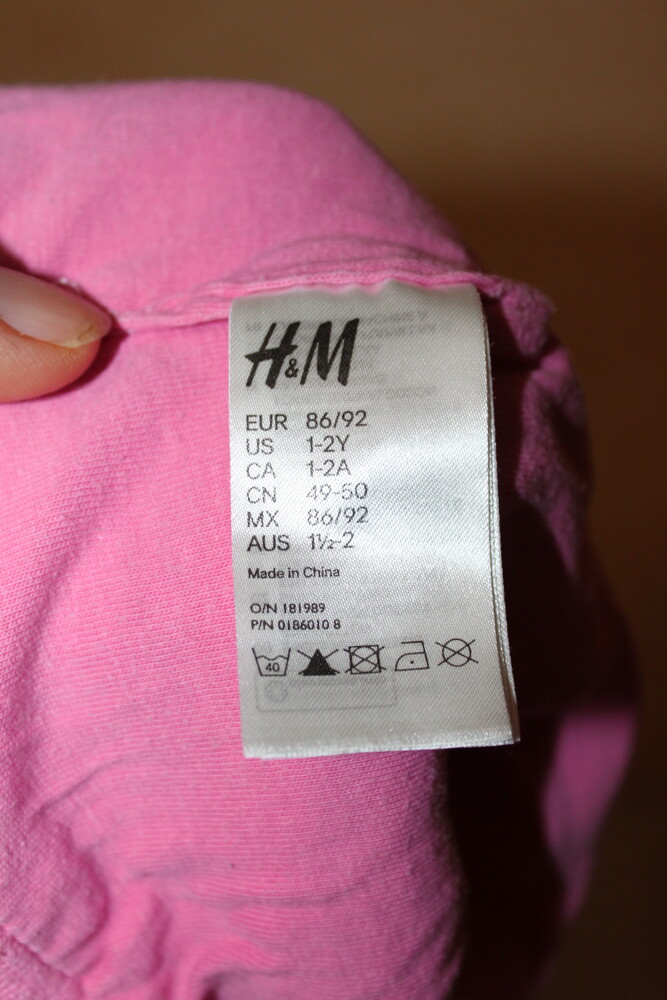 H&M
EUR 86/92
US 1-2Y
CA 1-2A
CN 49-50
MX 86/92
AUS 1½-2
Made in China
O/N 181989
P/N 0186010 8
40